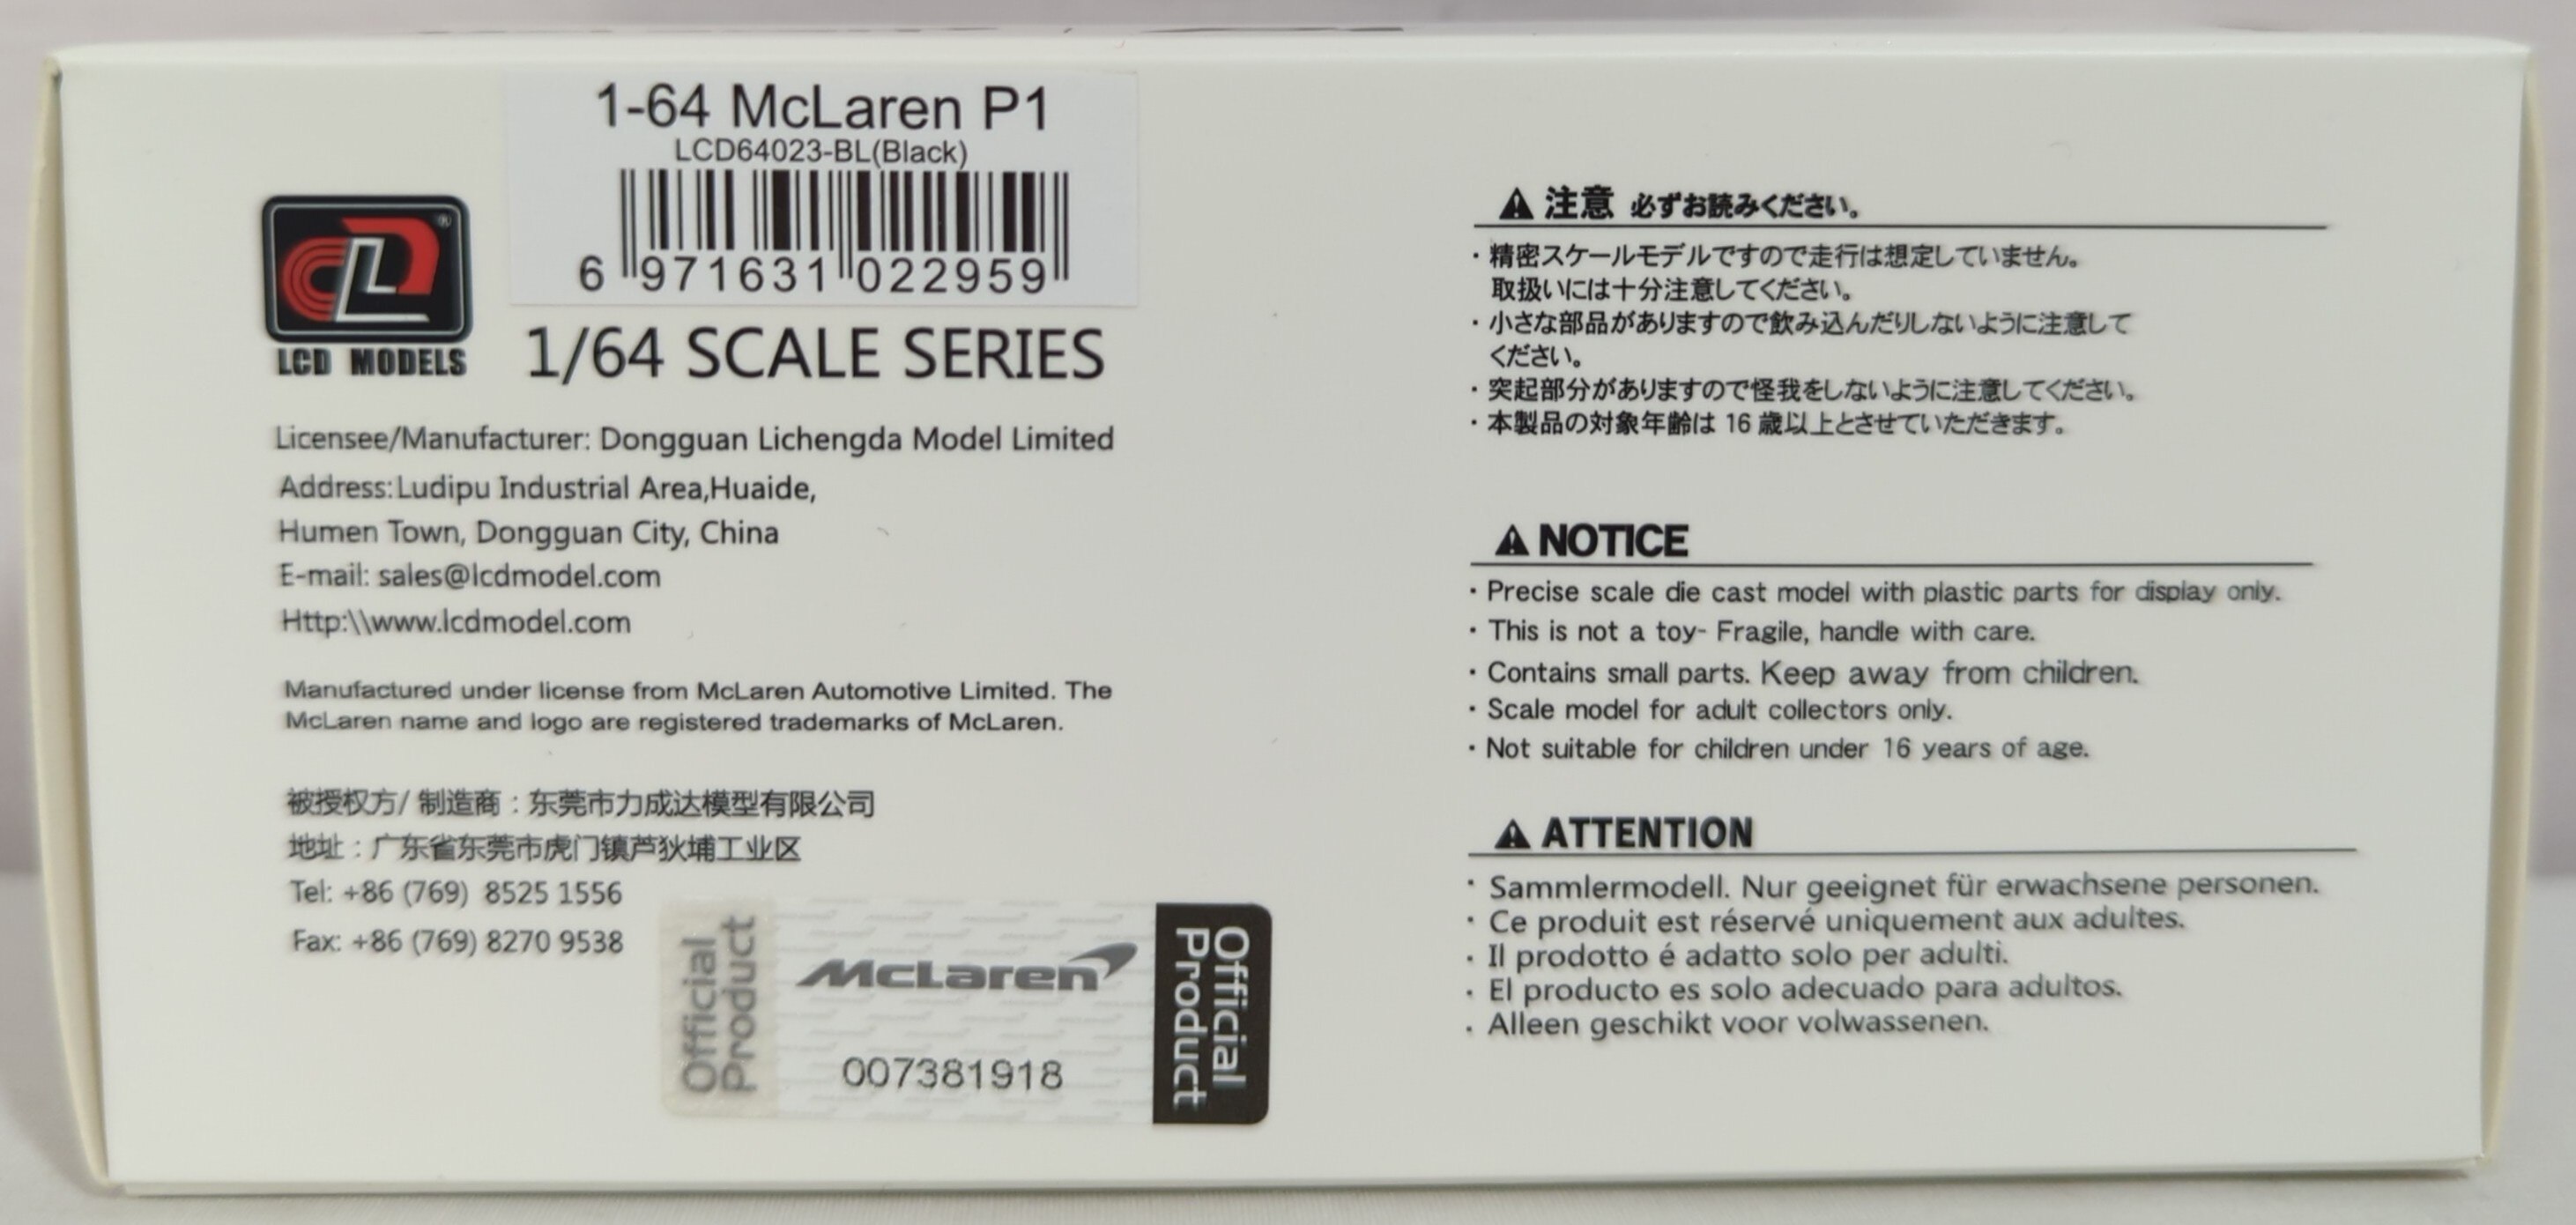 1-64 McLaren P1
LCD64023-BL(Black)
6 971631 022959
CLD®
LCD MODELS
1/64 SCALE SERIES
Licensee/Manufacturer: Dongguan Lichengda Model Limited
Address:Ludipu Industrial Area,Huaide,
Humen Town, Dongguan City, China
E-mail: sales@lcdmodel.com
Http:\\www.lcdmodel.com
Manufactured under license from McLaren Automotive Limited. The
McLaren name and logo are registered trademarks of McLaren.
被授权方/ 制造商：东莞市力成达模型有限公司
地址：广东省东莞市虎门镇芦狄埔工业区
Tel: +86 (769) 8525 1556
Fax: +86 (769) 8270 9538
Official
Product
McLaren
007381918
Official
Product
注意 必ずお読みください。
・精密スケールモデルですので走行は想定していません。
取扱いには十分注意してください。
・小さな部品がありますので飲み込んだりしないように注意して
ください。
・突起部分がありますので怪我をしないように注意してください。
・本製品の対象年齢は 16 歳以上とさせていただきます。
NOTICE
・Precise scale die cast model with plastic parts for display only.
・This is not a toy- Fragile, handle with care.
・Contains small parts. Keep away from children.
・Scale model for adult collectors only.
・Not suitable for children under 16 years of age.
ATTENTION
・Sammlermodell. Nur geeignet für erwachsene personen.
・Ce produit est réservé uniquement aux adultes.
・Il prodotto é adatto solo per adulti.
・El producto es solo adecuado para adultos.
・Alleen geschikt voor volwassenen.